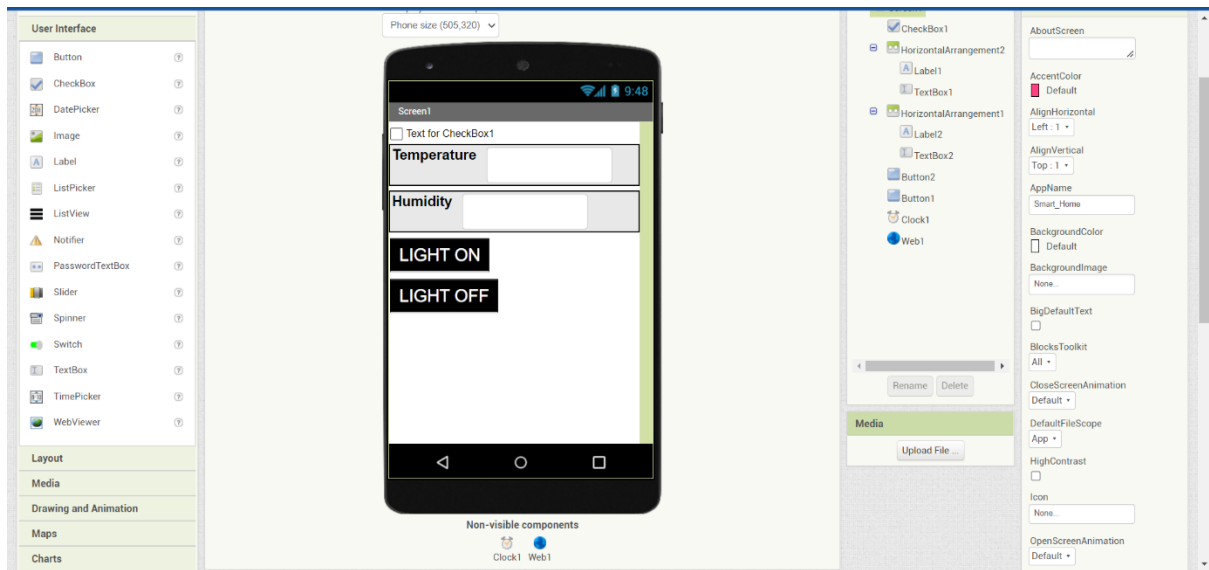 User Interface
Button
CheckBox
DatePicker
Image
Label
ListPicker
ListView
Notifier
PasswordTextBox
Slider
Spinner
Switch
TextBox
TimePicker
WebViewer
Layout
Media
Drawing and Animation
Maps
Charts
Phone size (505,320)
9:48
Screen1
Text for CheckBox1
Temperature
Humidity
LIGHT ON
LIGHT OFF
Non-visible components
Clock1 Web1
CheckBox1
HorizontalArrangement2
Label1
TextBox1
HorizontalArrangement1
Label2
TextBox2
Button2
Button1
Clock1
Web1
Rename Delete
Media
Upload File ...
AboutScreen
AccentColor
Default
AlignHorizontal
Left : 1
AlignVertical
Top : 1
AppName
Smart_Home
BackgroundColor
Default
BackgroundImage
None...
BigDefaultText
BlocksToolkit
All
CloseScreenAnimation
Default
DefaultFileScope
App
HighContrast
Icon
None...
OpenScreenAnimation
Default